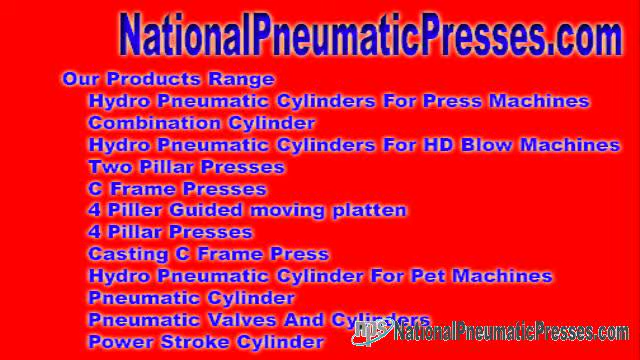 NationalPneumaticPresses.com
Our Products Range
Hydro Pneumatic Cylinders For Press Machines
Combination Cylinder
Hydro Pneumatic Cylinders For HD Blow Machines
Two Pillar Presses
C Frame Presses
4 Piller Guided moving platten
4 Pillar Presses
Casting C Frame Press
Hydro Pneumatic Cylinder For Pet Machines
Pneumatic Cylinder
Pneumatic Valves And Cylinders
NationalPneumaticPresses.com
Power Stroke Cylinder